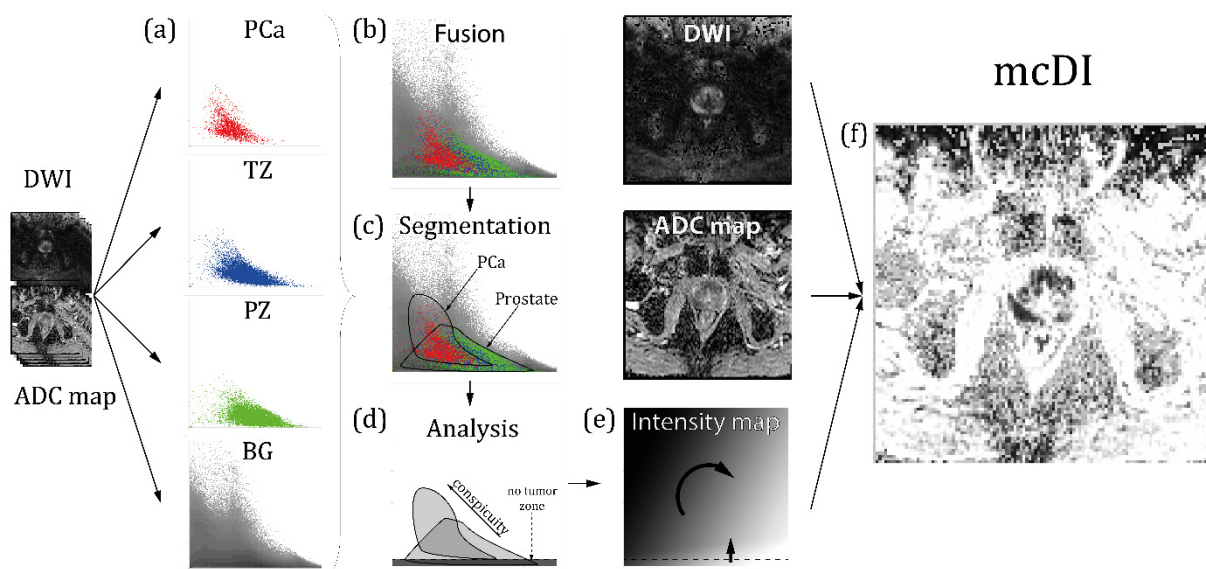 (a)
PCa
(b)
Fusion
DWI
mcDI
(f)
TZ
DWI
(c)
Segmentation
PCa
Prostate
ADC map
PZ
ADC map
(d)
Analysis
(e)
Intensity map
BG
conspicuity
no tumor
zone